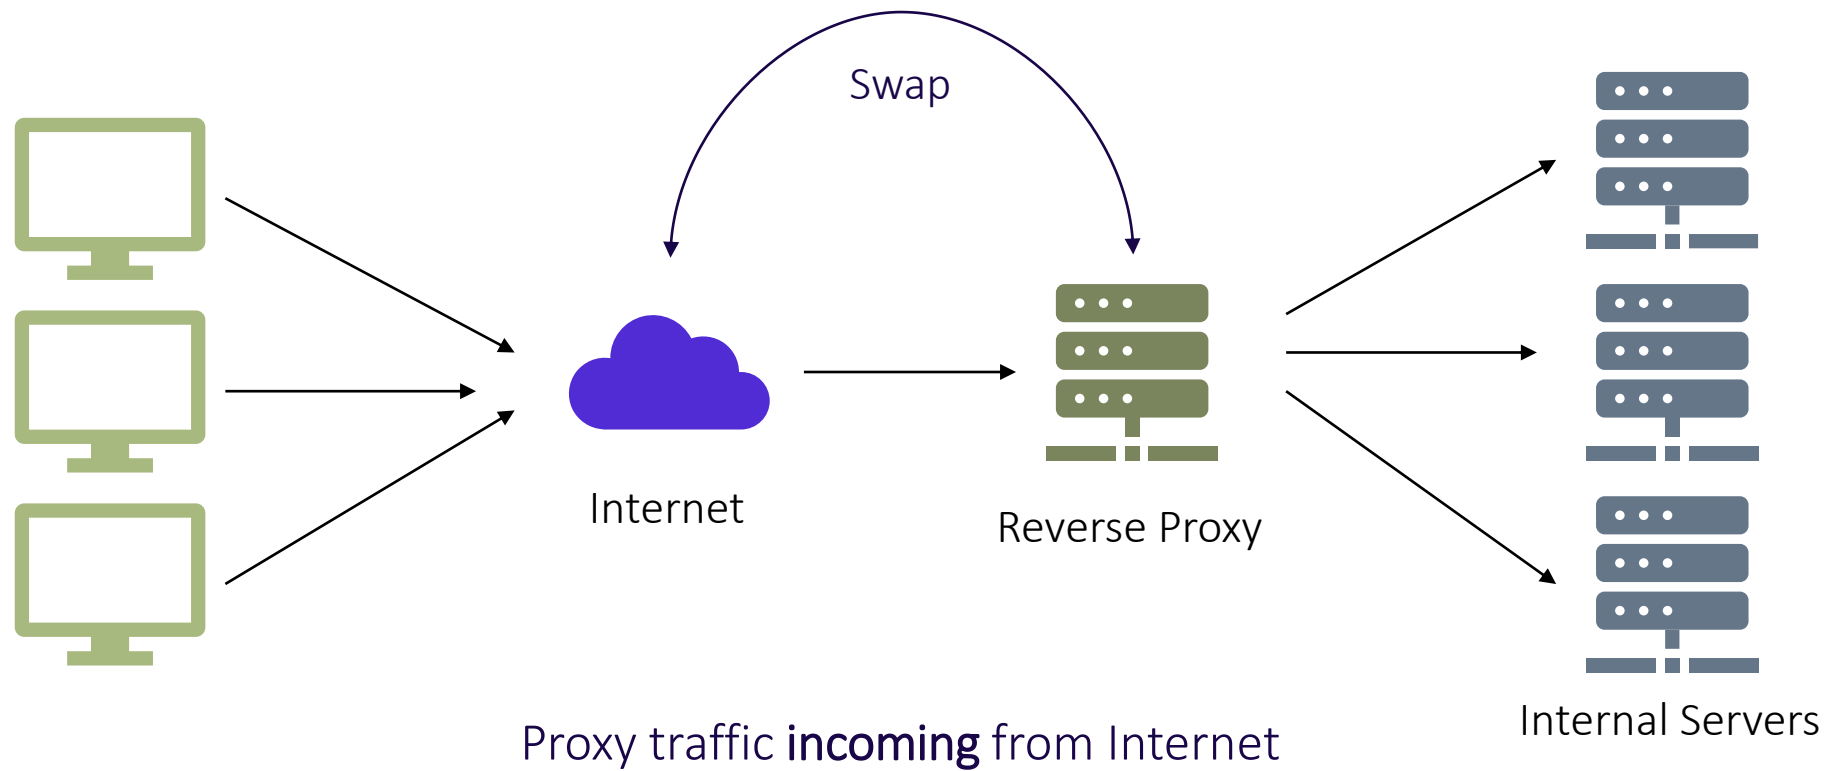 Swap
Internet
Reverse Proxy
Internal Servers
Proxy traffic incoming from Internet